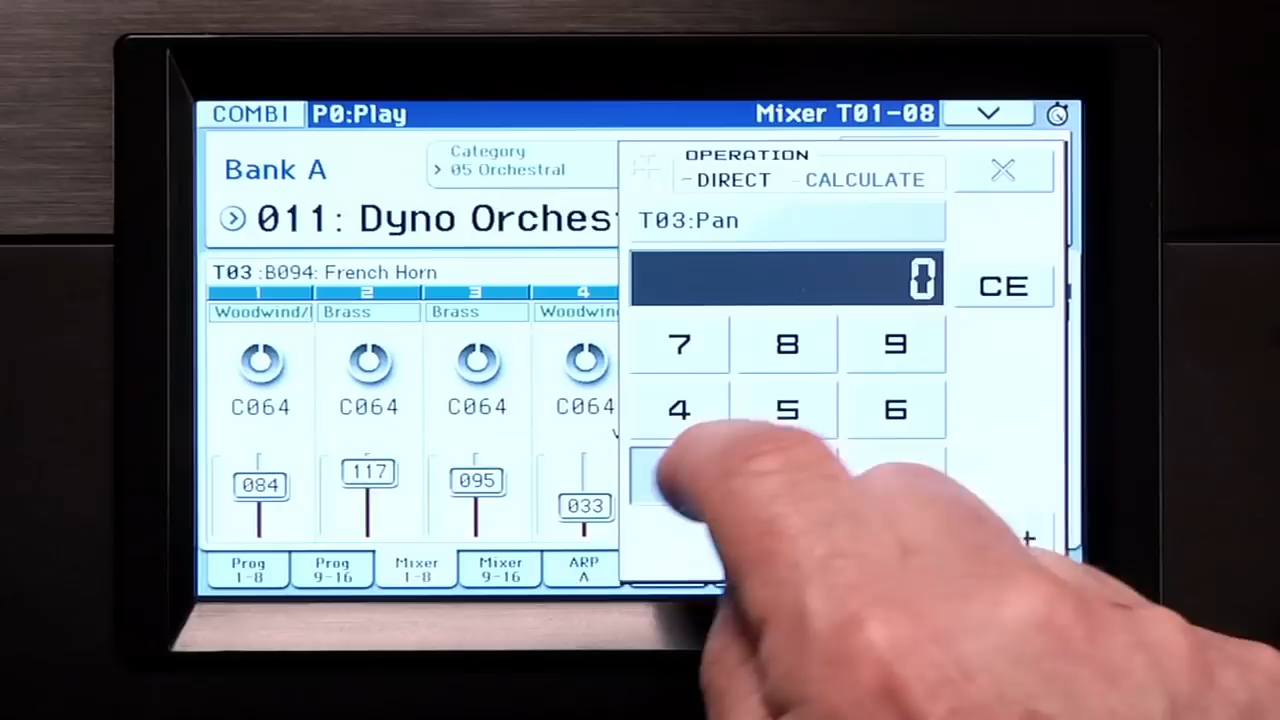 COMBI P0:Play Mixer T01-08
Bank A
Category
05 Orchestral
011: Dyno Orches
T03 :B094: French Horn
1 2 3 4
Woodwind/ Brass Brass Woodwin
C064 C064 C064 C064
084 117 095 033
Prog 1-8
Prog 9-16
Mixer 1-8
Mixer 9-16
ARP A
OPERATION
DIRECT CALCULATE
T03:Pan
0
CE
7 8 9
4 5 6
+